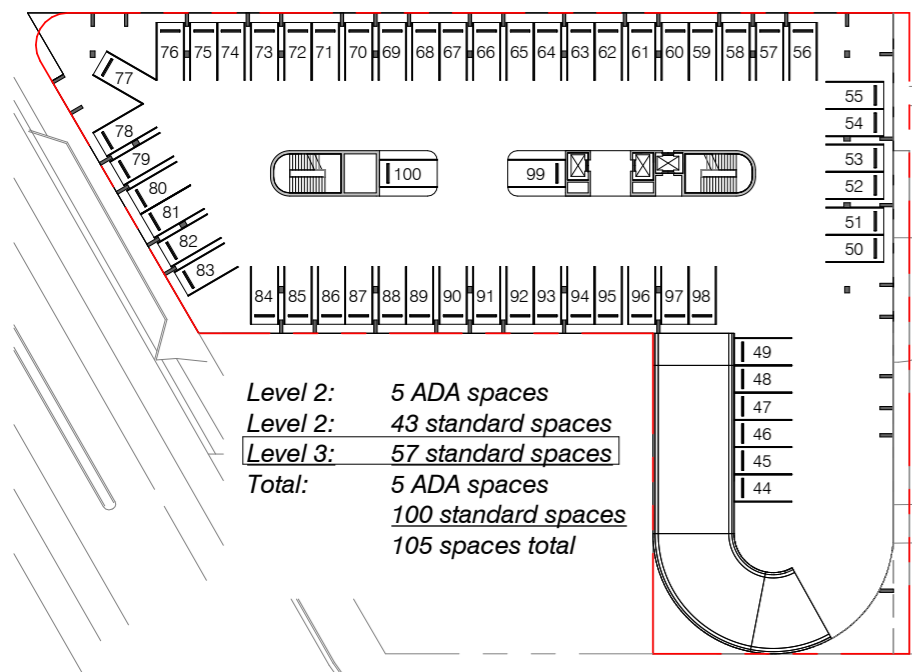 76 75 74 73 72 71 70 69 68 67 66 65 64 63 62 61 60 59 58 57 56
77
55
54
78
79
53
80
52
100
99
81
51
82
50
83
84 85 86 87 88 89 90 91 92 93 94 95 96 97 98
49
48
47
46
45
44
Level 2: 5 ADA spaces
Level 2: 43 standard spaces
Level 3: 57 standard spaces
Total: 5 ADA spaces
100 standard spaces
105 spaces total